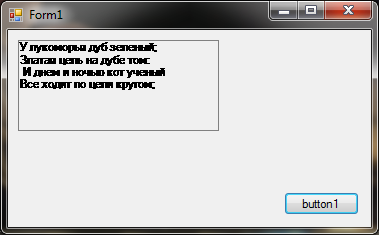 Form1
У лукоморья дуб зеленый;
Златая цепь на дубе том:
И днем и ночью кот ученый
Все ходит по цепи кругом;
button1